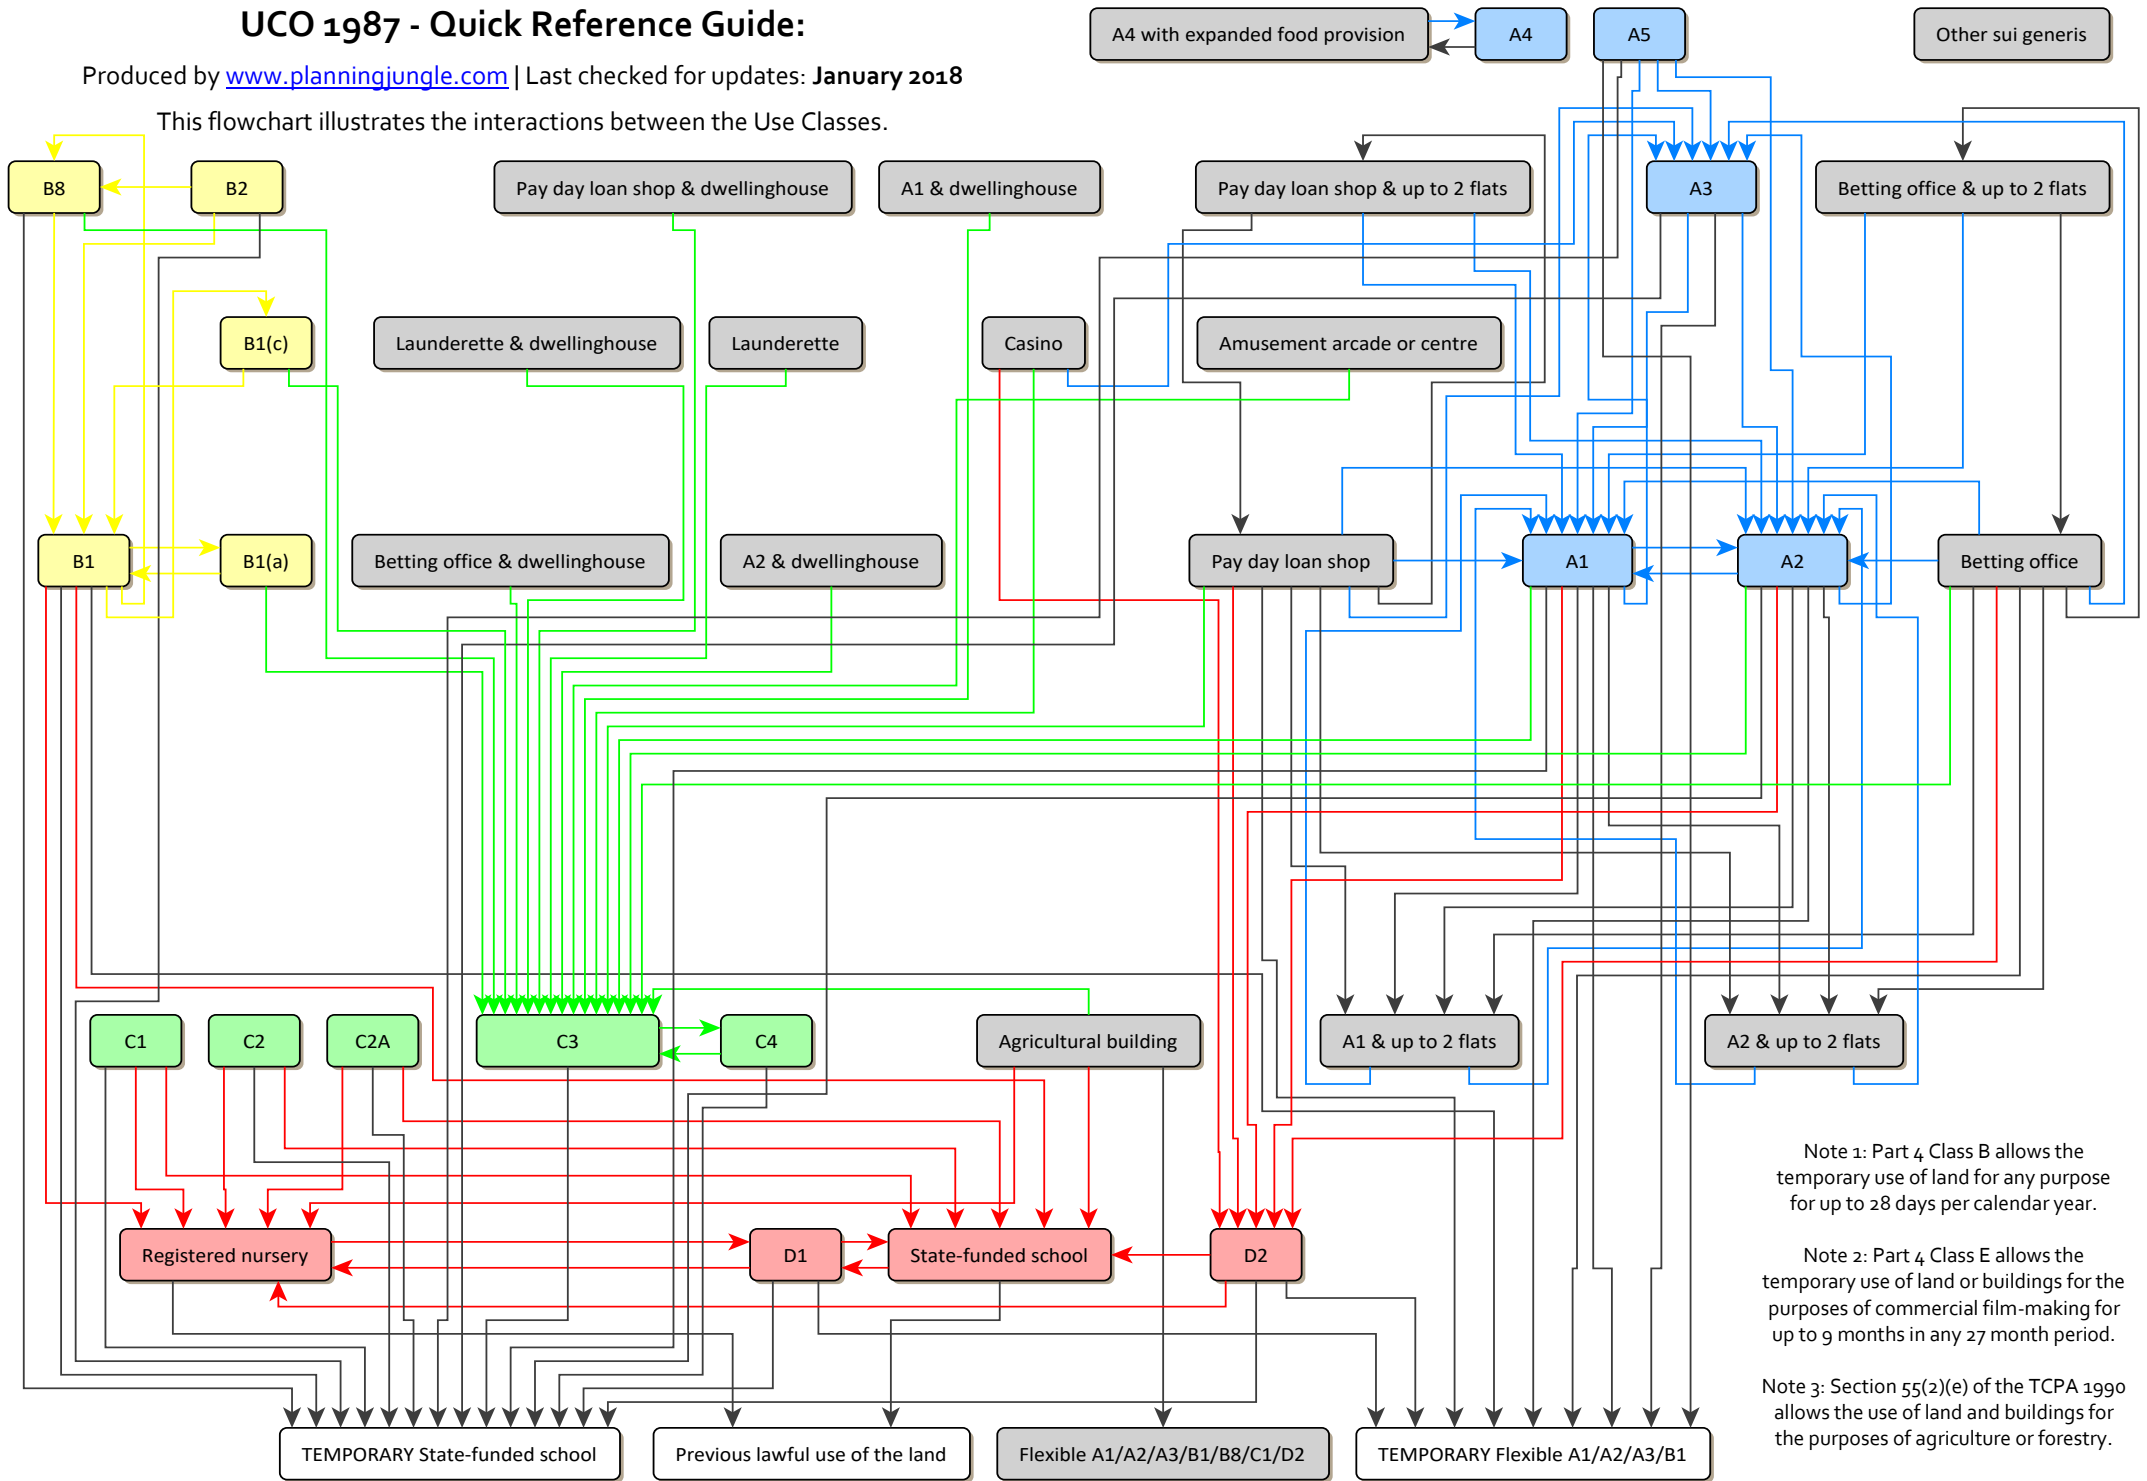 UCO 1987 - Quick Reference Guide:
Produced by www.planningjungle.com | Last checked for updates: January 2018
This flowchart illustrates the interactions between the Use Classes.
A4 with expanded food provision
A4
A5
Other sui generis
B8
B2
Pay day loan shop & dwellinghouse
A1 & dwellinghouse
Pay day loan shop & up to 2 flats
A3
Betting office & up to 2 flats
B1(c)
Launderette & dwellinghouse
Launderette
Casino
Amusement arcade or centre
B1
B1(a)
Betting office & dwellinghouse
A2 & dwellinghouse
Pay day loan shop
A1
A2
Betting office
C1
C2
C2A
C3
C4
Agricultural building
A1 & up to 2 flats
A2 & up to 2 flats
Registered nursery
D1
State-funded school
D2
Note 1: Part 4 Class B allows the
temporary use of land for any purpose
for up to 28 days per calendar year.
Note 2: Part 4 Class E allows the
temporary use of land or buildings for the
purposes of commercial film-making for
up to 9 months in any 27 month period.
Note 3: Section 55(2)(e) of the TCPA 1990
allows the use of land and buildings for
the purposes of agriculture or forestry.
TEMPORARY State-funded school
Previous lawful use of the land
Flexible A1/A2/A3/B1/B8/C1/D2
TEMPORARY Flexible A1/A2/A3/B1